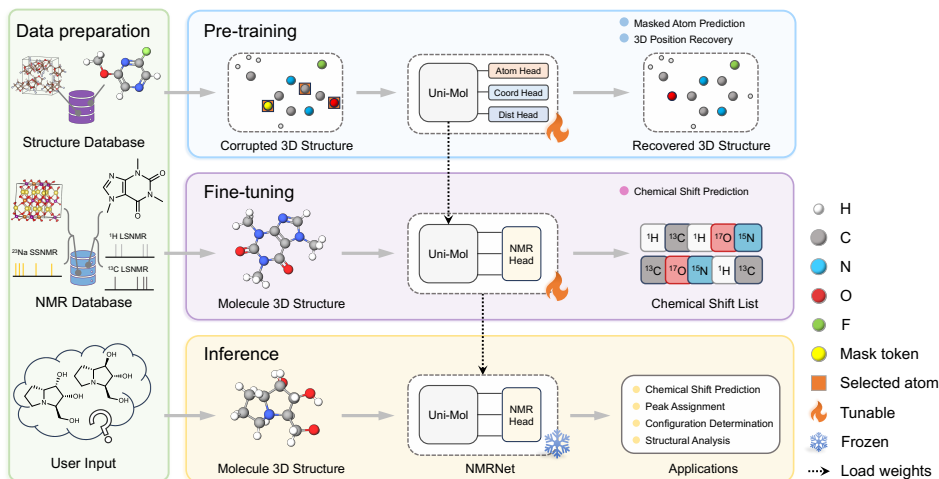 Data preparation
Structure Database
²³Na SSNMR
¹H LSNMR
¹³C LSNMR
N
N
N
N
O
O
NMR Database
OH
OH
OH
N
OH
OH
N
OH
User Input
Pre-training
Masked Atom Prediction
3D Position Recovery
Corrupted 3D Structure
Uni-Mol
Atom Head
Coord Head
Dist Head
Recovered 3D Structure
Fine-tuning
Chemical Shift Prediction
Molecule 3D Structure
Uni-Mol
NMR
Head
¹H ¹³C ¹H ¹⁷O ¹⁵N
¹³C ¹⁷O ¹⁵N ¹H ¹³C
Chemical Shift List
Inference
Molecule 3D Structure
Uni-Mol
NMR
Head
NMRNet
Chemical Shift Prediction
Peak Assignment
Configuration Determination
Structural Analysis
Applications
H
C
N
O
F
Mask token
Selected atom
Tunable
Frozen
Load weights